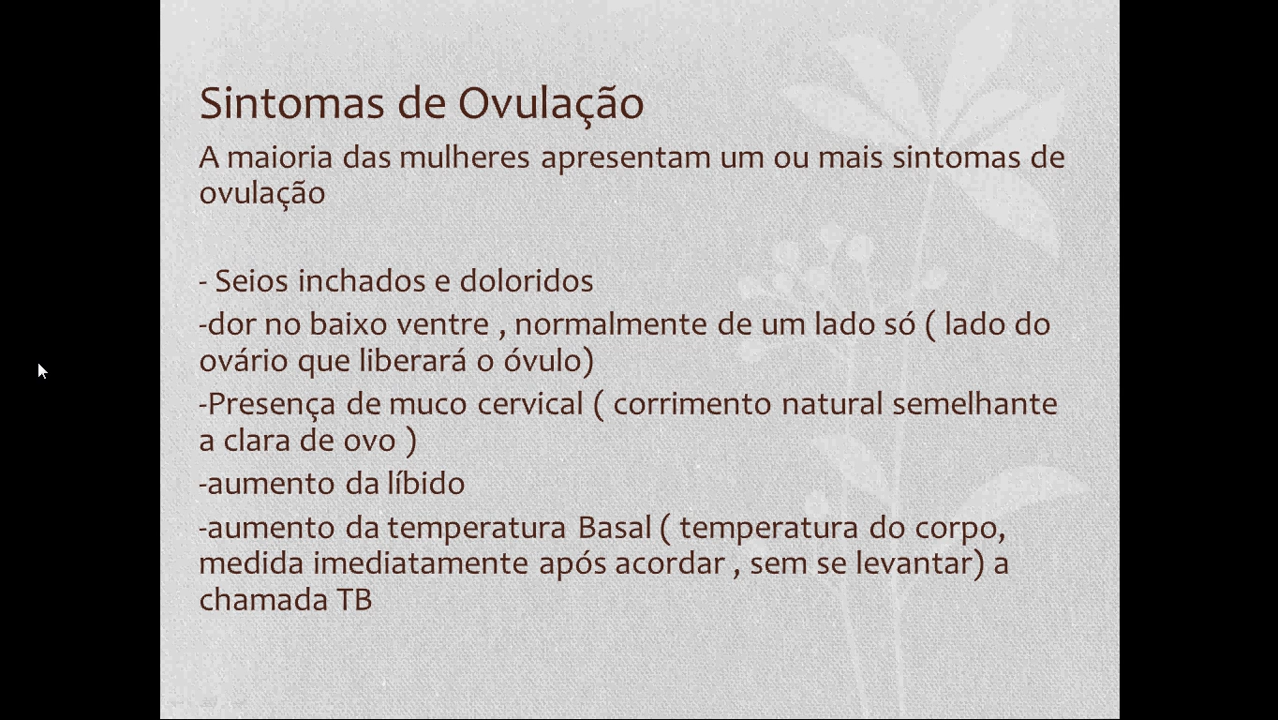 Sintomas de Ovulação
A maioria das mulheres apresentam um ou mais sintomas de
ovulação
- Seios inchados e doloridos
-dor no baixo ventre , normalmente de um lado só ( lado do
ovário que liberará o óvulo)
-Presença de muco cervical ( corrimento natural semelhante
a clara de ovo )
-aumento da líbido
-aumento da temperatura Basal ( temperatura do corpo,
medida imediatamente após acordar , sem se levantar) a
chamada TB